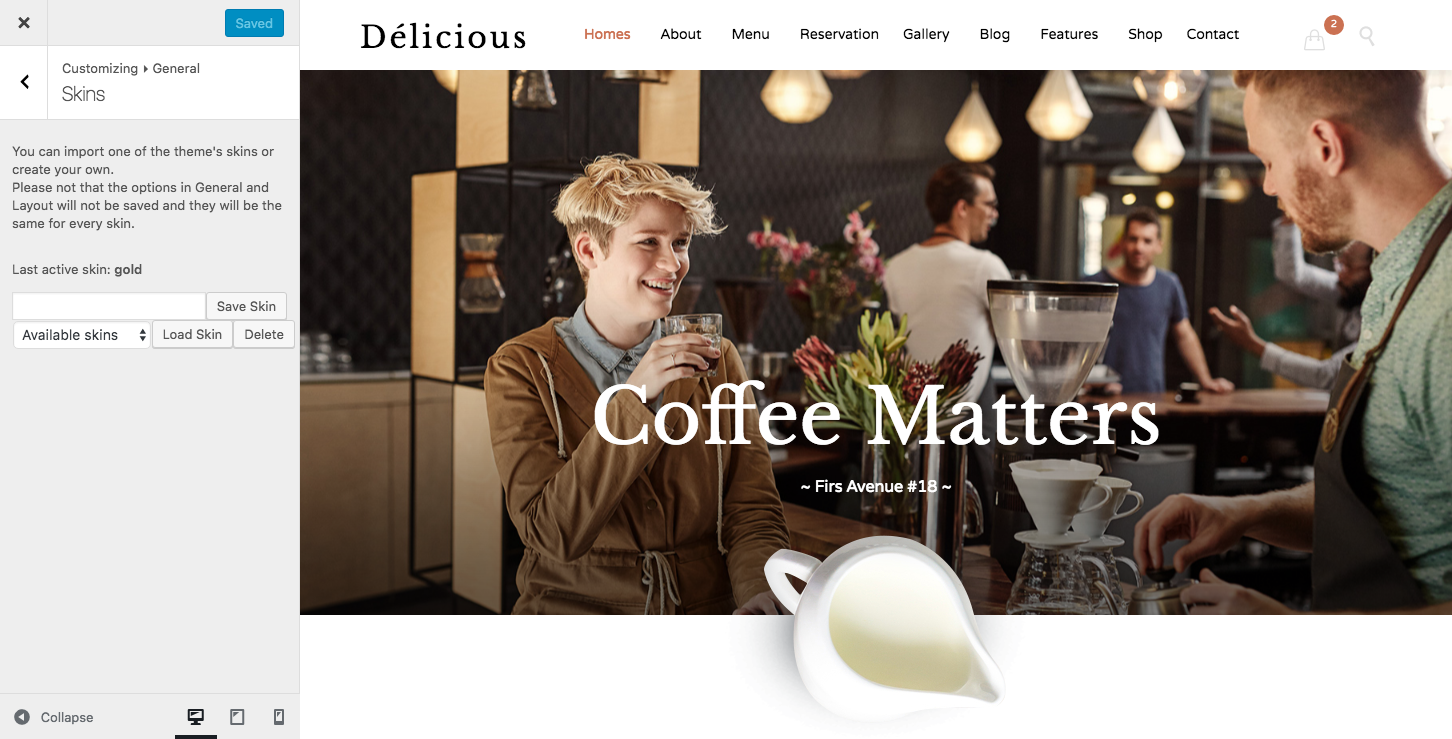 Saved
Customizing ▸ General
Skins
You can import one of the theme's skins or
create your own.
Please not that the options in General and
Layout will not be saved and they will be the
same for every skin.
Last active skin: gold
Save Skin
Available skins
Load Skin
Delete
Collapse
Délicious
Homes
About
Menu
Reservation
Gallery
Blog
Features
Shop
Contact
2
Coffee Matters
~ Firs Avenue #18 ~